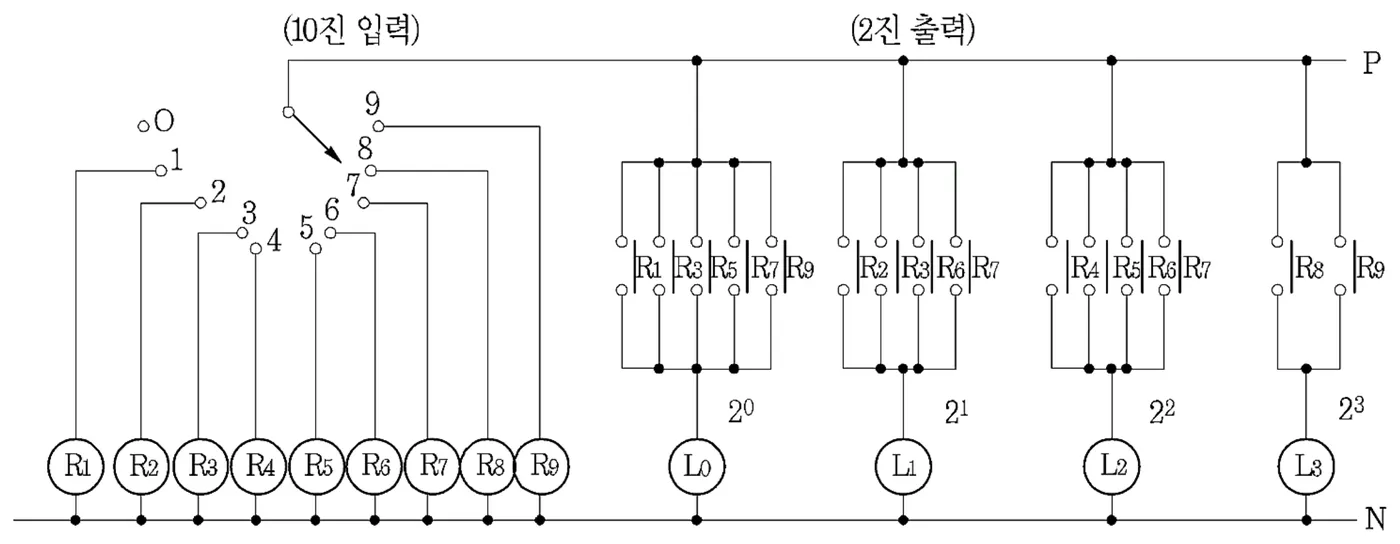 (10진 입력) (2진 출력)
P
O 9
1 8
2 7
3 6
4 5
R1 R3 R5 R7 R9 R2 R3 R6 R7 R4 R5 R6 R7 R8 R9
2⁰ 2¹ 2² 2³
R1 R2 R3 R4 R5 R6 R7 R8 R9 L0 L1 L2 L3
N